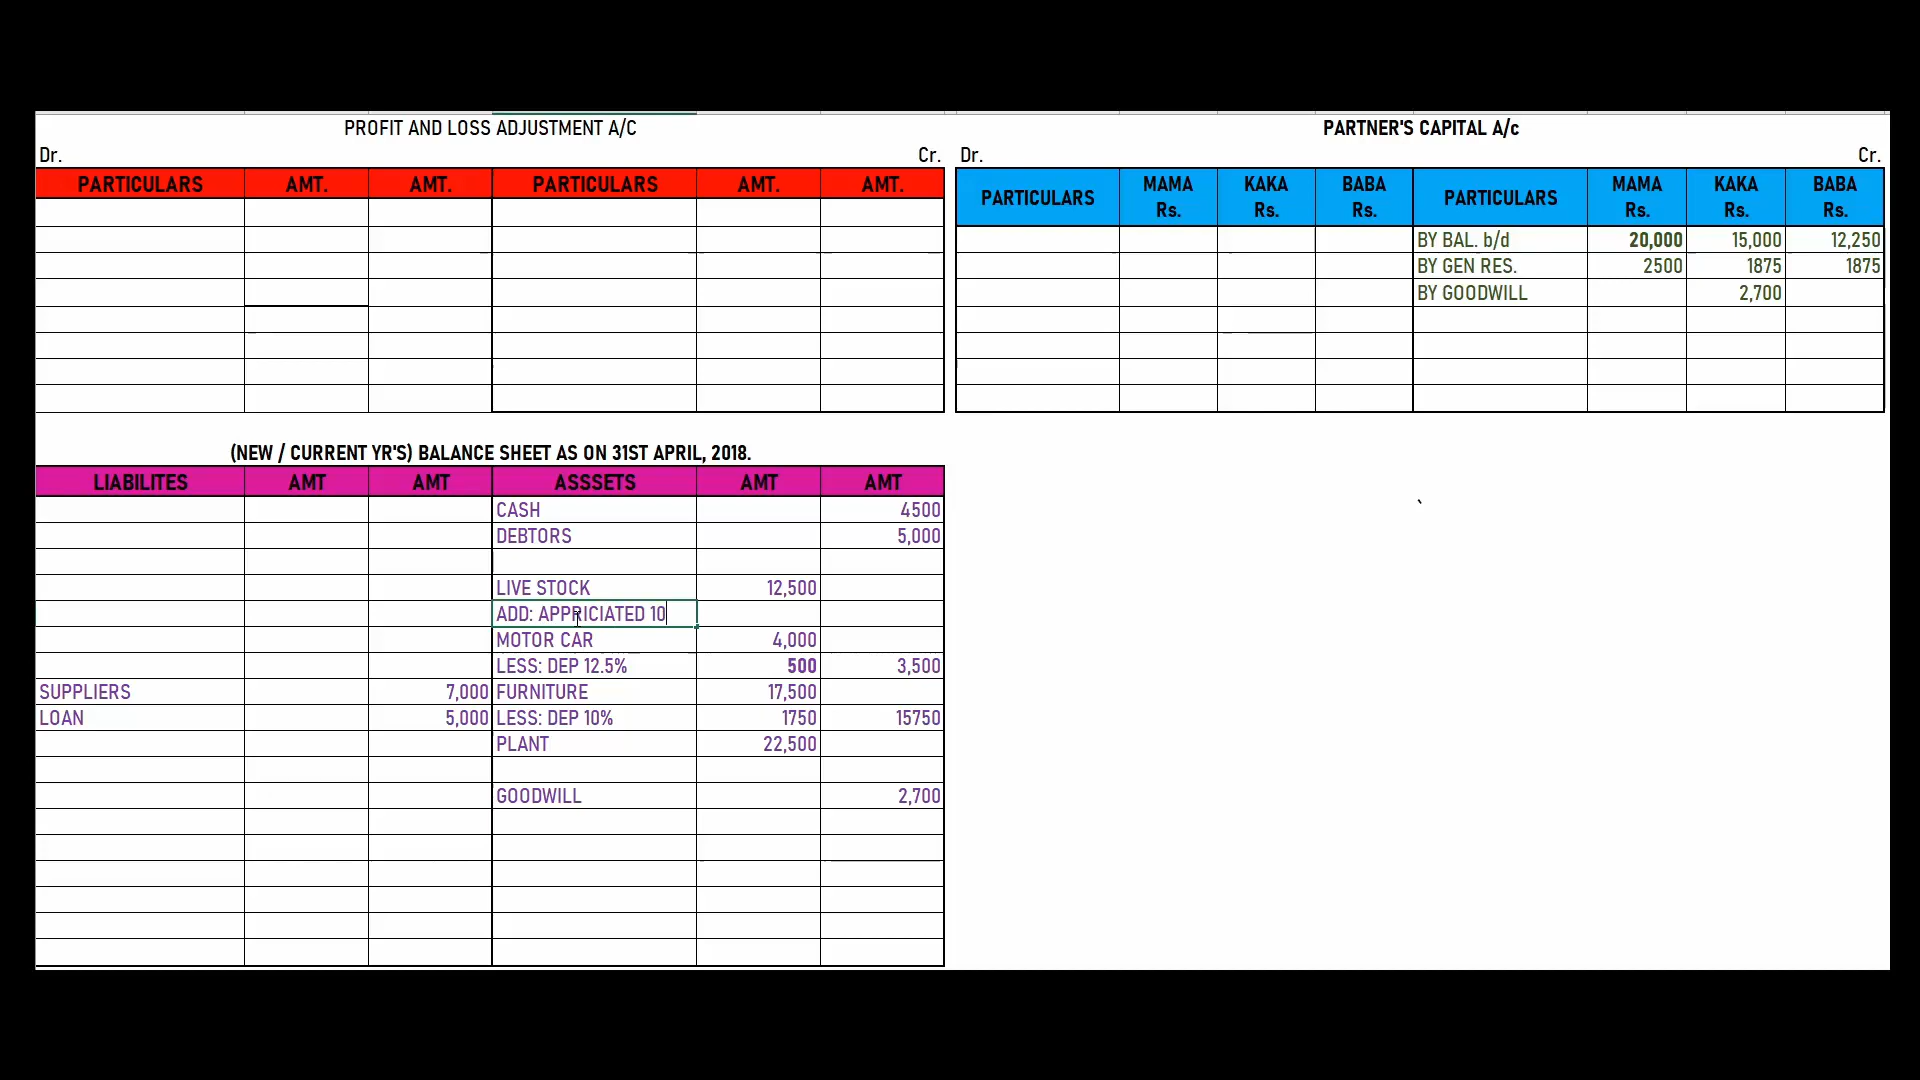 PROFIT AND LOSS ADJUSTMENT A/C
Dr. Cr.
PARTICULARS AMT. AMT. PARTICULARS AMT. AMT.
PARTNER'S CAPITAL A/c
Dr. Cr.
PARTICULARS MAMA Rs. KAKA Rs. BABA Rs. PARTICULARS MAMA Rs. KAKA Rs. BABA Rs.
BY BAL. b/d 20,000 15,000 12,250
BY GEN RES. 2500 1875 1875
BY GOODWILL 2,700
(NEW / CURRENT YR'S) BALANCE SHEET AS ON 31ST APRIL, 2018.
LIABILITES AMT AMT ASSSETS AMT AMT
CASH 4500
DEBTORS 5,000
LIVE STOCK 12,500
ADD: APPRICIATED 10
MOTOR CAR 4,000
LESS: DEP 12.5% 500 3,500
SUPPLIERS 7,000 FURNITURE 17,500
LOAN 5,000 LESS: DEP 10% 1750 15750
PLANT 22,500
GOODWILL 2,700